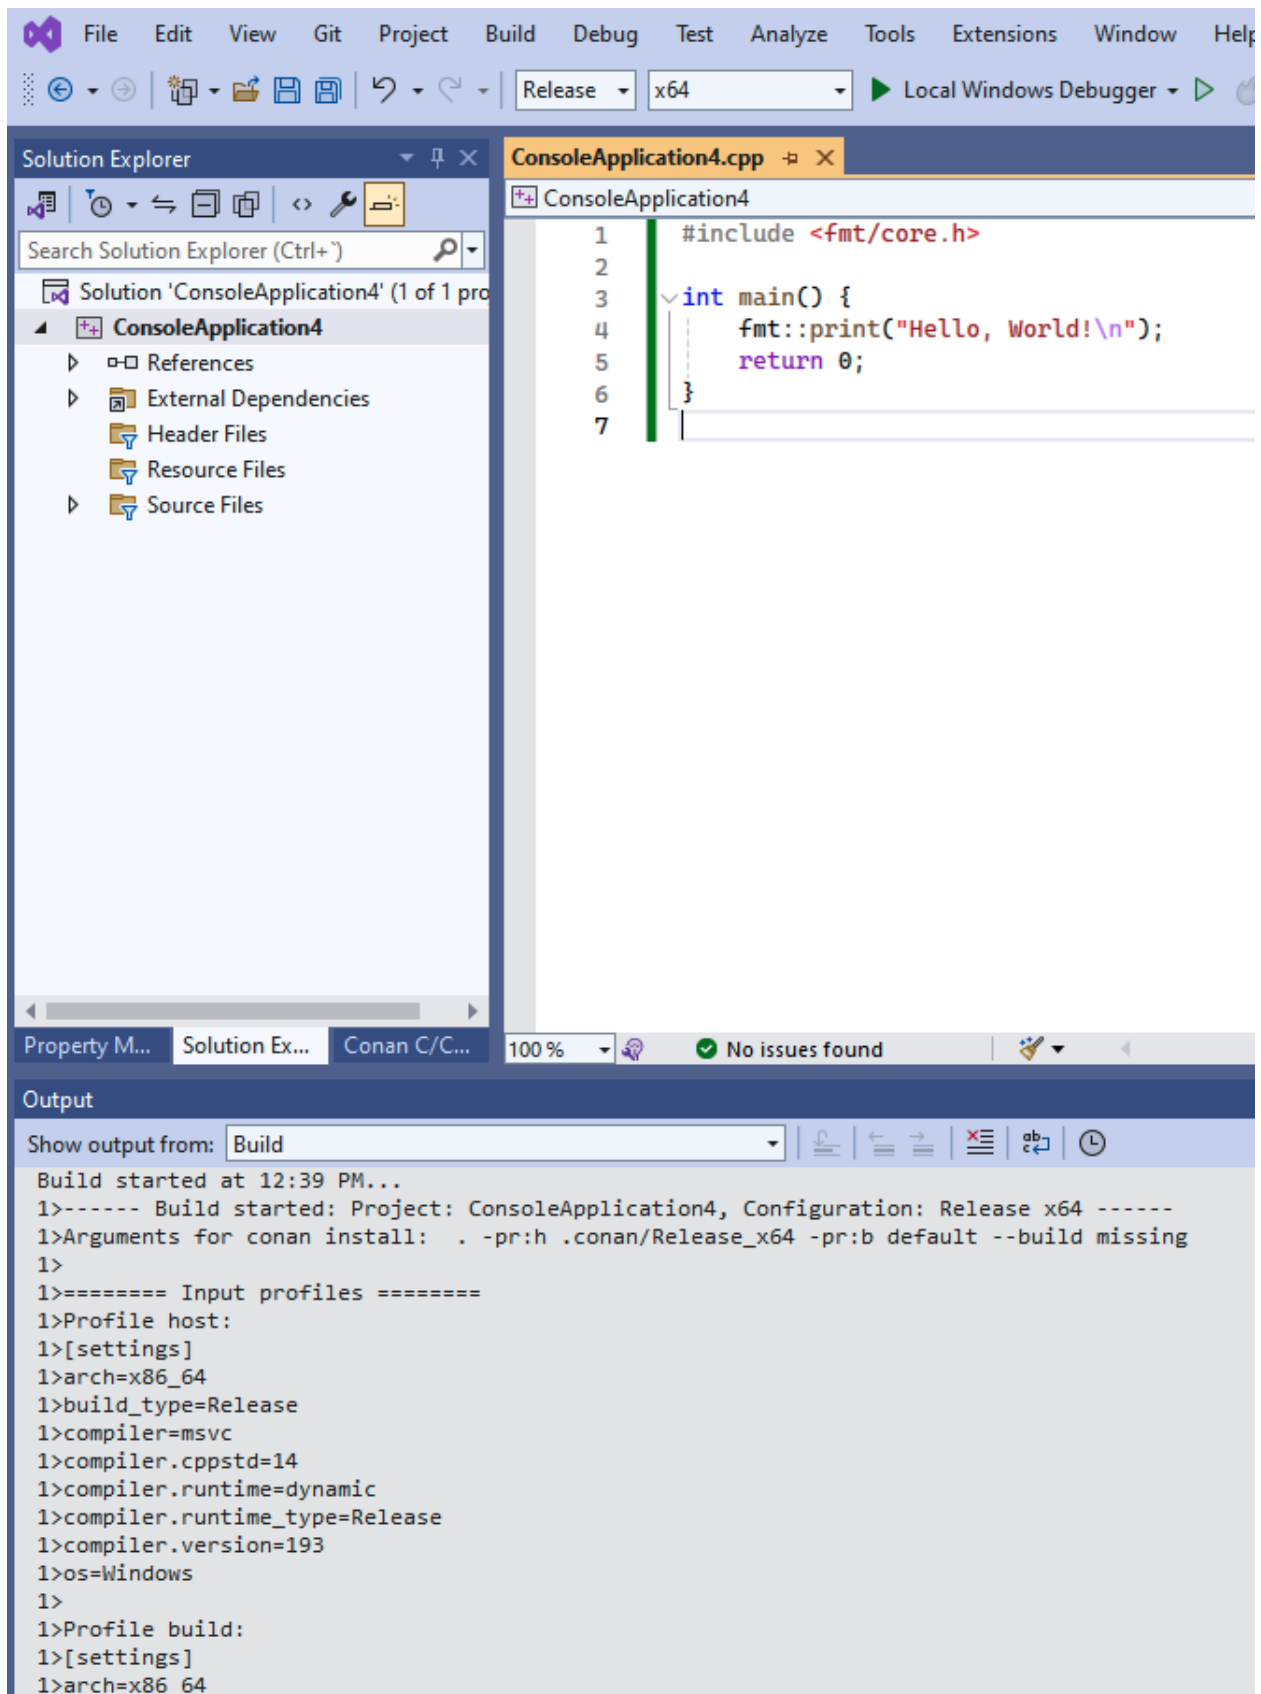 File Edit View Git Project Build Debug Test Analyze Tools Extensions Window Help
Release x64 Local Windows Debugger
Solution Explorer
Search Solution Explorer (Ctrl+`)
Solution 'ConsoleApplication4' (1 of 1 pro
ConsoleApplication4
References
External Dependencies
Header Files
Resource Files
Source Files
Property M... Solution Ex... Conan C/C...
ConsoleApplication4.cpp
ConsoleApplication4
1 #include <fmt/core.h>
2
3 int main() {
4 fmt::print("Hello, World!\n");
5 return 0;
6 }
7
100 % No issues found
Output
Show output from: Build
Build started at 12:39 PM...
1>------ Build started: Project: ConsoleApplication4, Configuration: Release x64 ------
1>Arguments for conan install:  . -pr:h .conan/Release_x64 -pr:b default --build missing
1>
1>======== Input profiles ========
1>Profile host:
1>[settings]
1>arch=x86_64
1>build_type=Release
1>compiler=msvc
1>compiler.cppstd=14
1>compiler.runtime=dynamic
1>compiler.runtime_type=Release
1>compiler.version=193
1>os=Windows
1>
1>Profile build:
1>[settings]
1>arch=x86_64